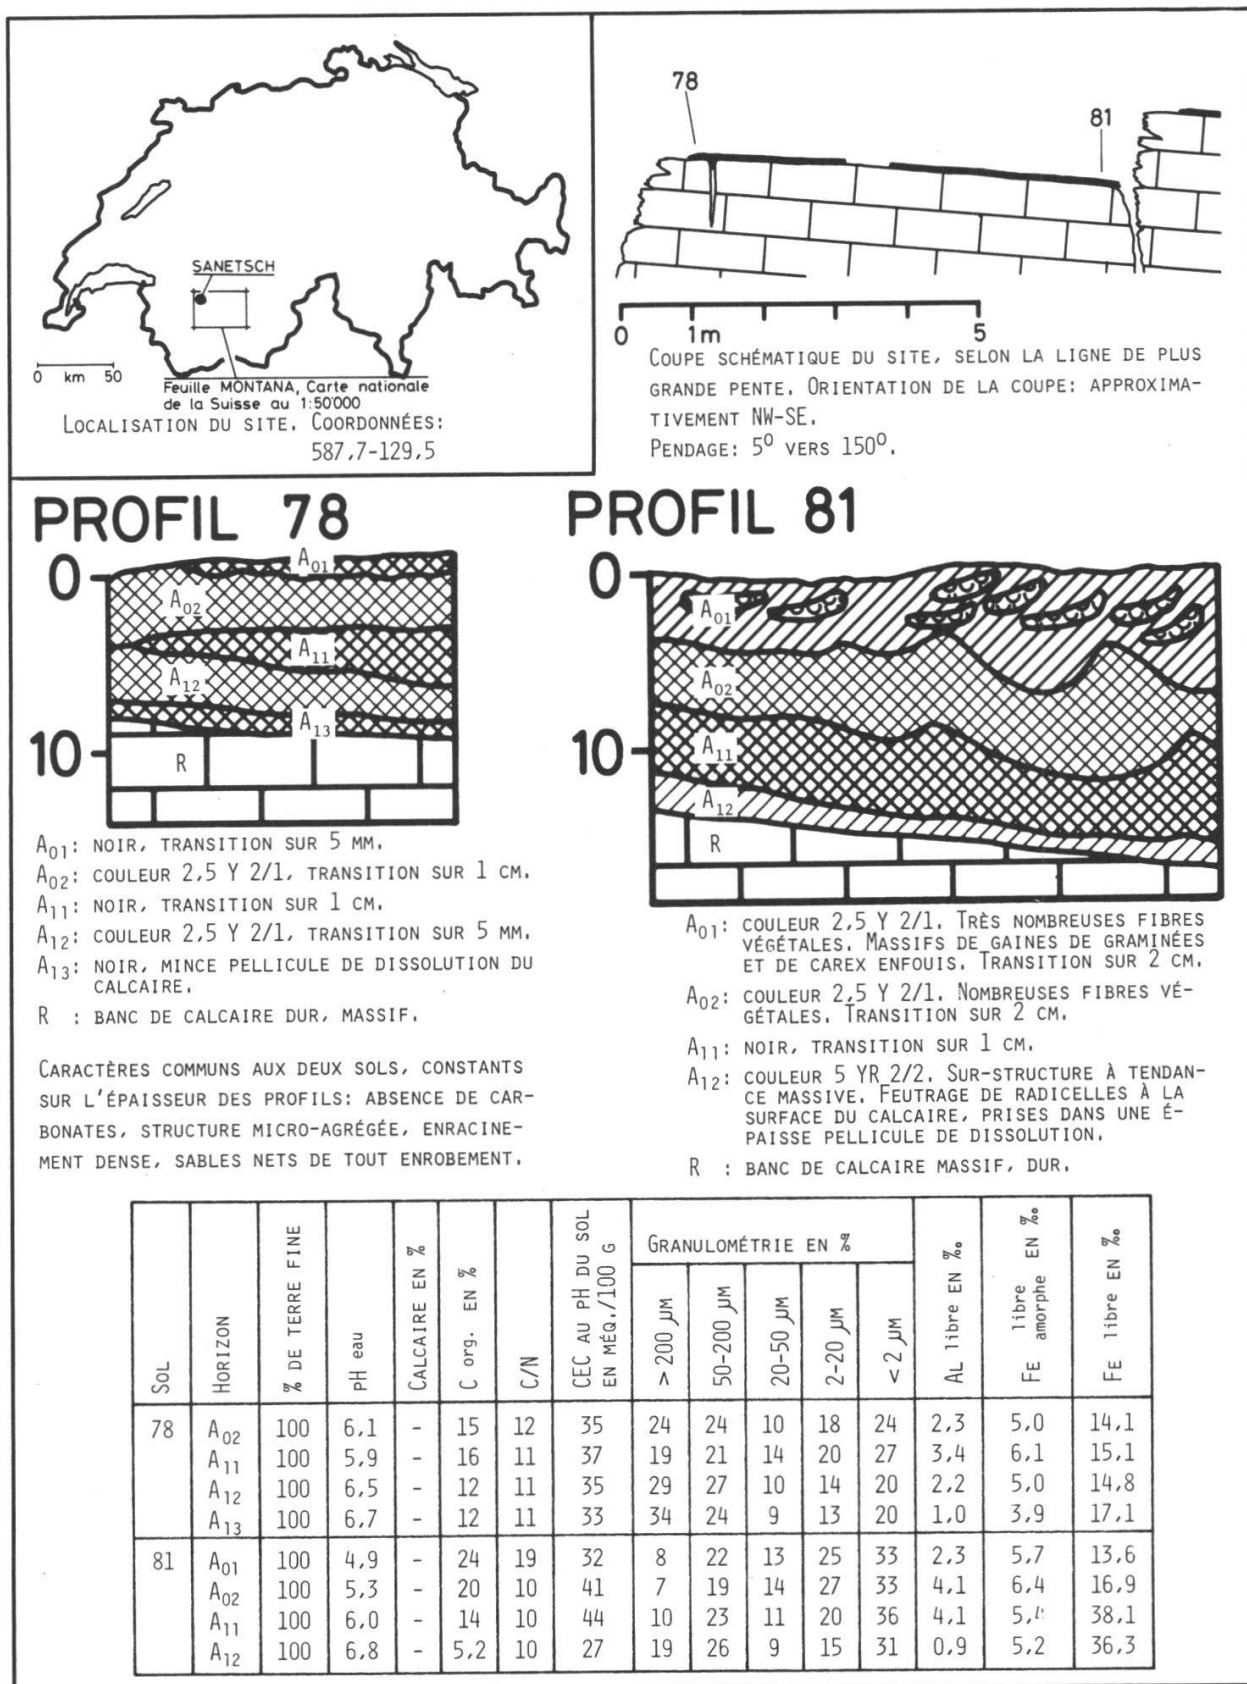 SANETSCH
0 km 50
Feuille MONTANA, Carte nationale
de la Suisse au 1:50'000
LOCALISATION DU SITE. COORDONNÉES:
587,7-129,5
78
81
0 1m 5
COUPE SCHÉMATIQUE DU SITE, SELON LA LIGNE DE PLUS
GRANDE PENTE. ORIENTATION DE LA COUPE: APPROXIMA-
TIVEMENT NW-SE.
PENDAGE: 5⁰ VERS 150⁰.
PROFIL 78
0
10
A01
A02
A11
A12
A13
R
A01: NOIR, TRANSITION SUR 5 MM.
A02: COULEUR 2,5 Y 2/1, TRANSITION SUR 1 CM.
A11: NOIR, TRANSITION SUR 1 CM.
A12: COULEUR 2,5 Y 2/1, TRANSITION SUR 5 MM.
A13: NOIR, MINCE PELLICULE DE DISSOLUTION DU
CALCAIRE.
R : BANC DE CALCAIRE DUR, MASSIF.
CARACTÈRES COMMUNS AUX DEUX SOLS, CONSTANTS
SUR L'ÉPAISSEUR DES PROFILS: ABSENCE DE CAR-
BONATES, STRUCTURE MICRO-AGRÉGÉE, ENRACINE-
MENT DENSE, SABLES NETS DE TOUT ENROBEMENT.
PROFIL 81
0
10
A01
A02
A11
A12
R
A01: COULEUR 2,5 Y 2/1. TRÈS NOMBREUSES FIBRES
VÉGÉTALES. MASSIFS DE GAINES DE GRAMINÉES
ET DE CAREX ENFOUIS. TRANSITION SUR 2 CM.
A02: COULEUR 2,5 Y 2/1. NOMBREUSES FIBRES VÉ-
GÉTALES. TRANSITION SUR 2 CM.
A11: NOIR, TRANSITION SUR 1 CM.
A12: COULEUR 5 YR 2/2. SUR-STRUCTURE À TENDAN-
CE MASSIVE. FEUTRAGE DE RADICELLES À LA
SURFACE DU CALCAIRE, PRISES DANS UNE É-
PAISSE PELLICULE DE DISSOLUTION.
R : BANC DE CALCAIRE MASSIF, DUR.
SOL HORIZON % DE TERRE FINE PH eau CALCAIRE EN % C org. EN % C/N CEC AU PH DU SOL EN MÉQ./100 G GRANULOMÉTRIE EN % AL libre EN ‰ FE libre amorphe EN ‰ FE libre EN ‰
> 200 µM 50-200 µM 20-50 µM 2-20 µM < 2 µM
78 A02 100 6,1 - 15 12 35 24 24 10 18 24 2,3 5,0 14,1
A11 100 5,9 - 16 11 37 19 21 14 20 27 3,4 6,1 15,1
A12 100 6,5 - 12 11 35 29 27 10 14 20 2,2 5,0 14,8
A13 100 6,7 - 12 11 33 34 24 9 13 20 1,0 3,9 17,1
81 A01 100 4,9 - 24 19 32 8 22 13 25 33 2,3 5,7 13,6
A02 100 5,3 - 20 10 41 7 19 14 27 33 4,1 6,4 16,9
A11 100 6,0 - 14 10 44 10 23 11 20 36 4,1 38,1
A12 100 6,8 - 5,2 10 27 19 26 9 15 31 0,9 5,2 36,3